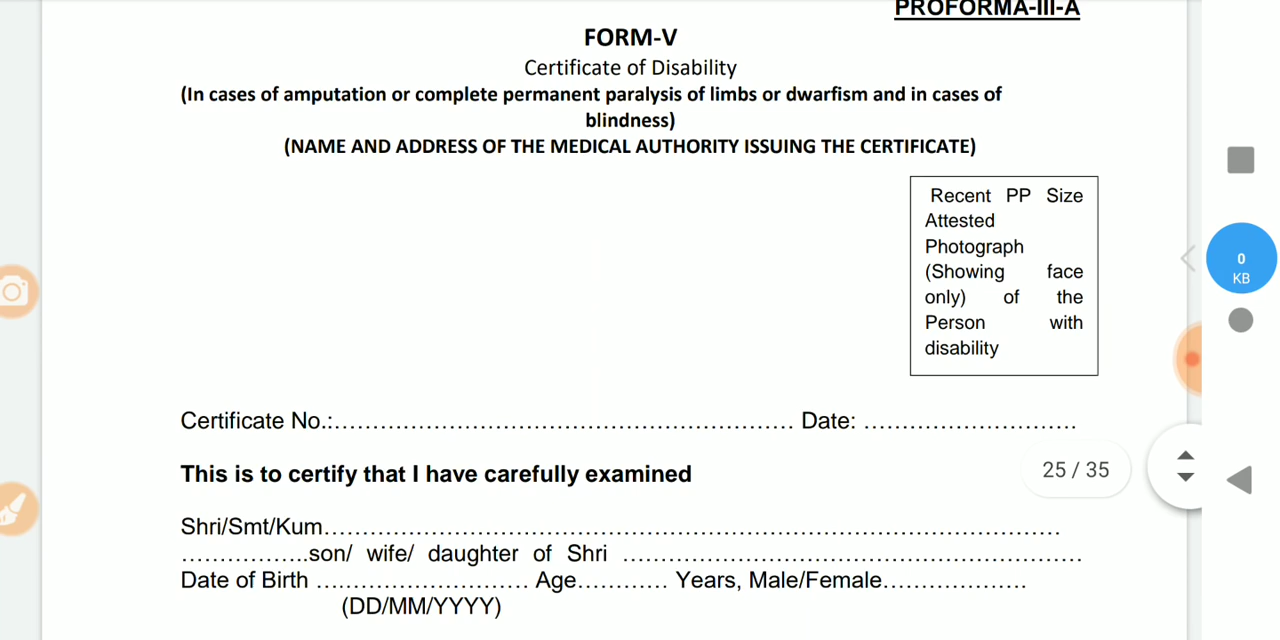 PROFORMA-III-A
FORM-V
Certificate of Disability
(In cases of amputation or complete permanent paralysis of limbs or dwarfism and in cases of
blindness)
(NAME AND ADDRESS OF THE MEDICAL AUTHORITY ISSUING THE CERTIFICATE)
Recent PP Size
Attested
Photograph
(Showing face
only) of the
Person with
disability
0
KB
Certificate No.:………………………………………………… Date: ……………………….
This is to certify that I have carefully examined
25 / 35
Shri/Smt/Kum……………………………………………………………………………………
……………..son/ wife/ daughter of Shri ……………………………………………………
Date of Birth ………………………. Age………… Years, Male/Female……………….
(DD/MM/YYYY)